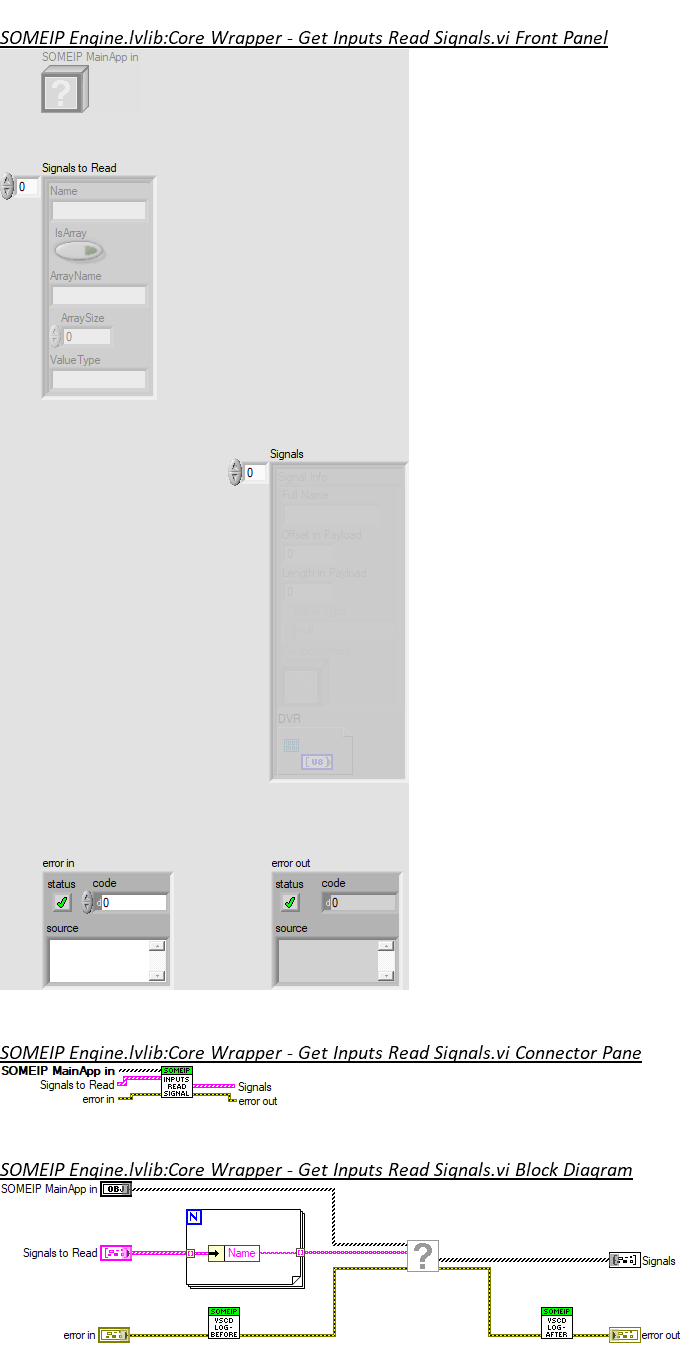 SOMEIP Engine.lvlib:Core Wrapper - Get Inputs Read Signals.vi Front Panel
SOMEIP MainApp in
?
Signals to Read
0
Name
IsArray
ArrayName
ArraySize
0
ValueType
Signals
0
Signal Info
Full Name
Offset in Payload
0
Length in Payload
0
DVR
[U8]
error in
status code
d0
source
error out
status code
d0
source
SOMEIP Engine.lvlib:Core Wrapper - Get Inputs Read Signals.vi Connector Pane
SOMEIP MainApp in
Signals to Read
error in
SOMEIP
INPUTS
READ
SIGNAL
Signals
error out
SOMEIP Engine.lvlib:Core Wrapper - Get Inputs Read Signals.vi Block Diagram
SOMEIP MainApp in OBJ
N
Signals to Read
Name
?
Signals
error in
SOMEIP
VSCD
LOG-
BEFORE
SOMEIP
VSCD
LOG-
AFTER
error out